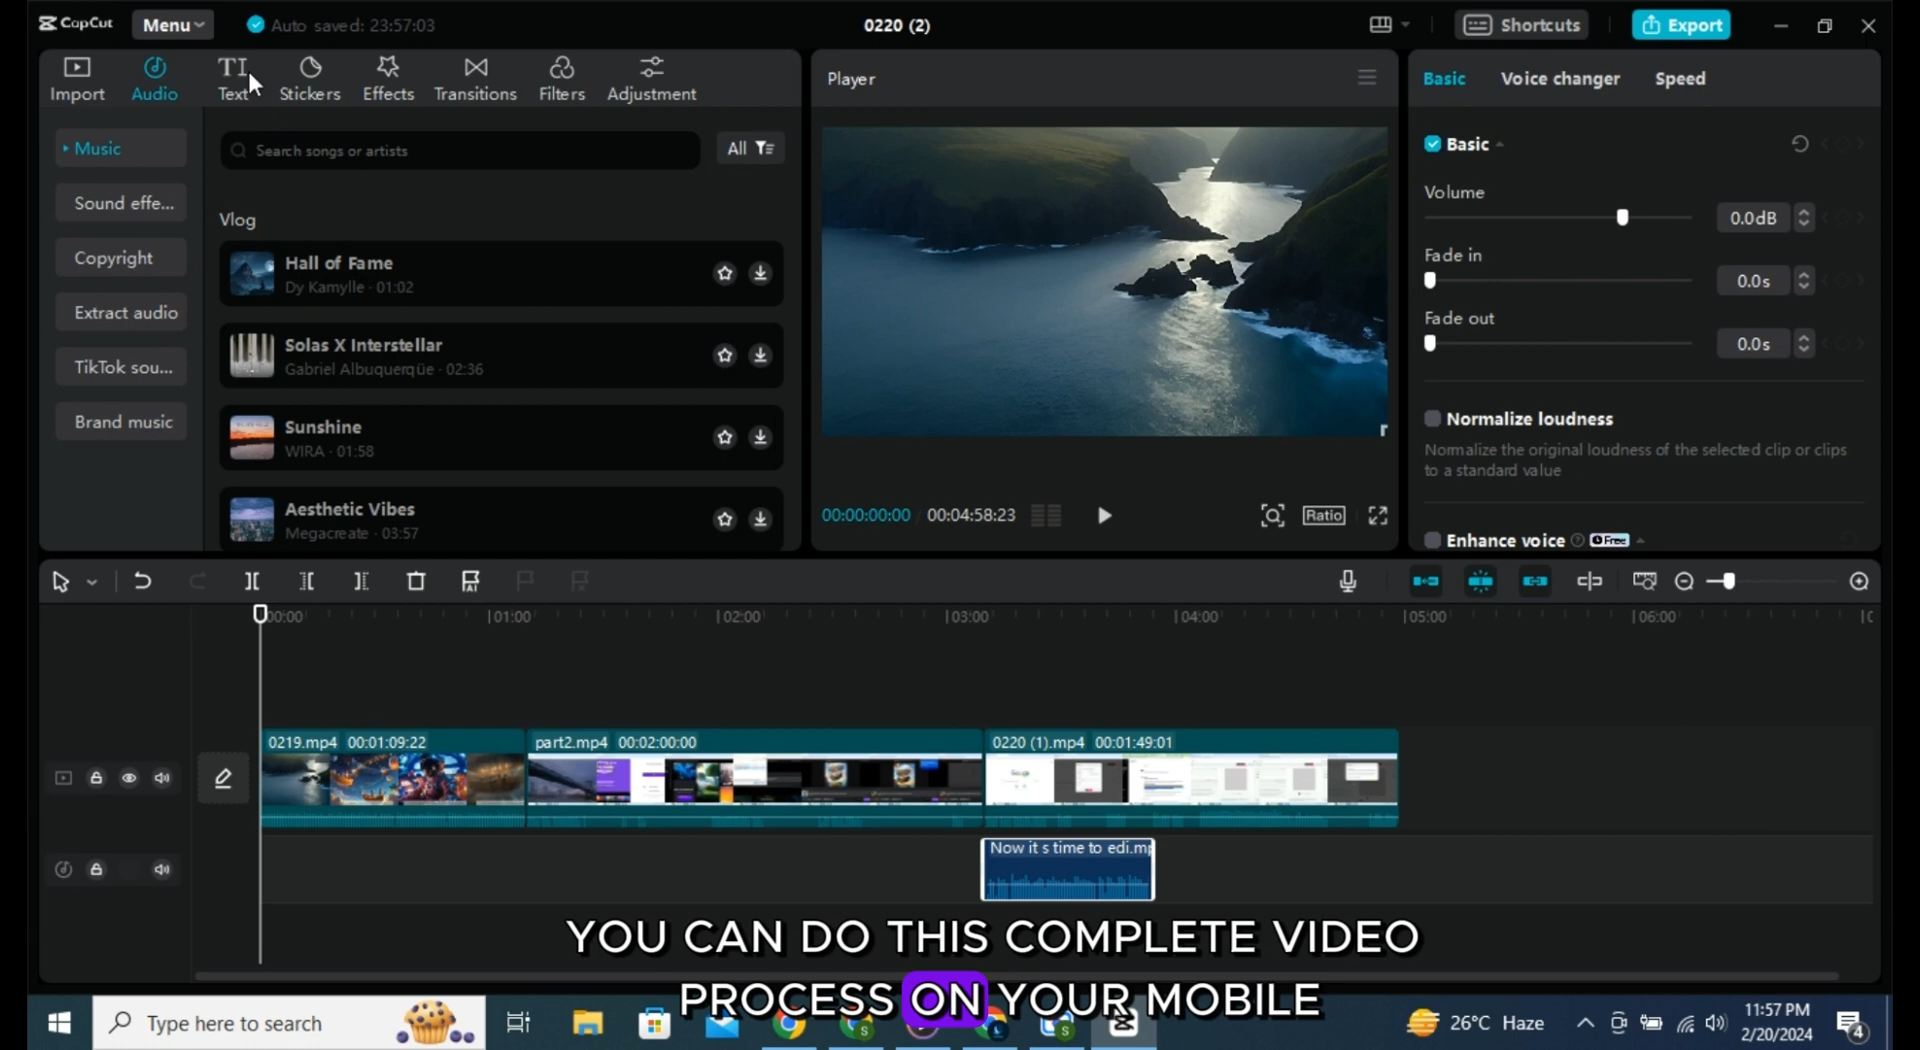 CapCut
Menu
Auto saved: 23:57:03
0220 (2)
Shortcuts
Export
Import
Audio
TI
Text
Stickers
Effects
Transitions
Filters
Adjustment
Music
Sound effe...
Copyright
Extract audio
TikTok sou...
Brand music
Search songs or artists
All
Vlog
Hall of Fame
Dy Kamylle · 01:02
Solas X Interstellar
Gabriel Albuquerqüe · 02:36
Sunshine
WIRA · 01:58
Aesthetic Vibes
Megacreate · 03:57
Player
00:00:00:00
00:04:58:23
Ratio
Basic
Voice changer
Speed
Basic
Volume
0.0dB
Fade in
0.0s
Fade out
0.0s
Normalize loudness
Normalize the original loudness of the selected clip or clips
to a standard value
Enhance voice
Free
00:00
01:00
02:00
03:00
04:00
05:00
06:00
0219.mp4 00:01:09:22
part2.mp4 00:02:00:00
0220 (1).mp4 00:01:49:01
Now it s time to edi.mp
YOU CAN DO THIS COMPLETE VIDEO
PROCESS ON YOUR MOBILE
Type here to search
26°C Haze
11:57 PM
2/20/2024
4